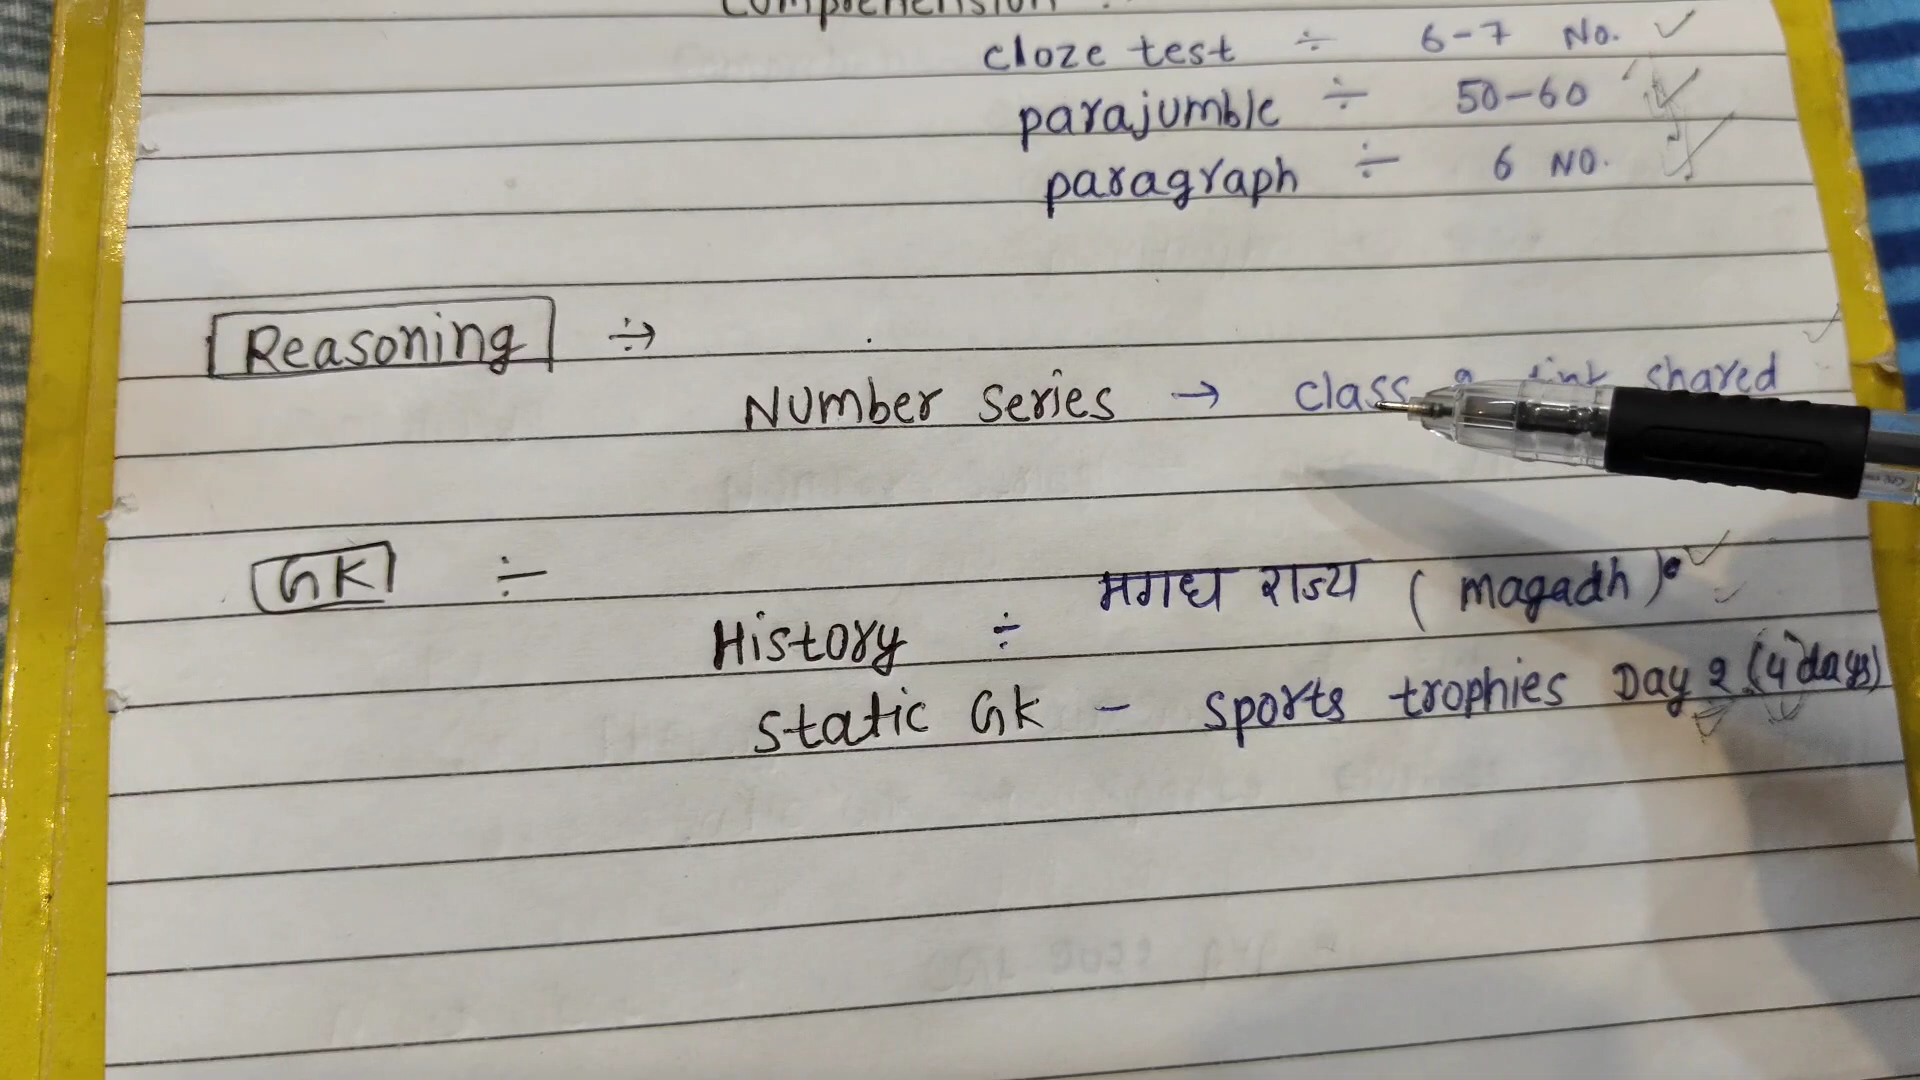 Comprehension :
cloze test ÷ 6-7 No.
parajumble ÷ 50-60
paragraph ÷ 6 NO.
Reasoning ÷→
Number Series → class shared
GK ÷
History ÷ मगध राज्य ( magadh )
static GK - sports trophies Day 2 (4 days)